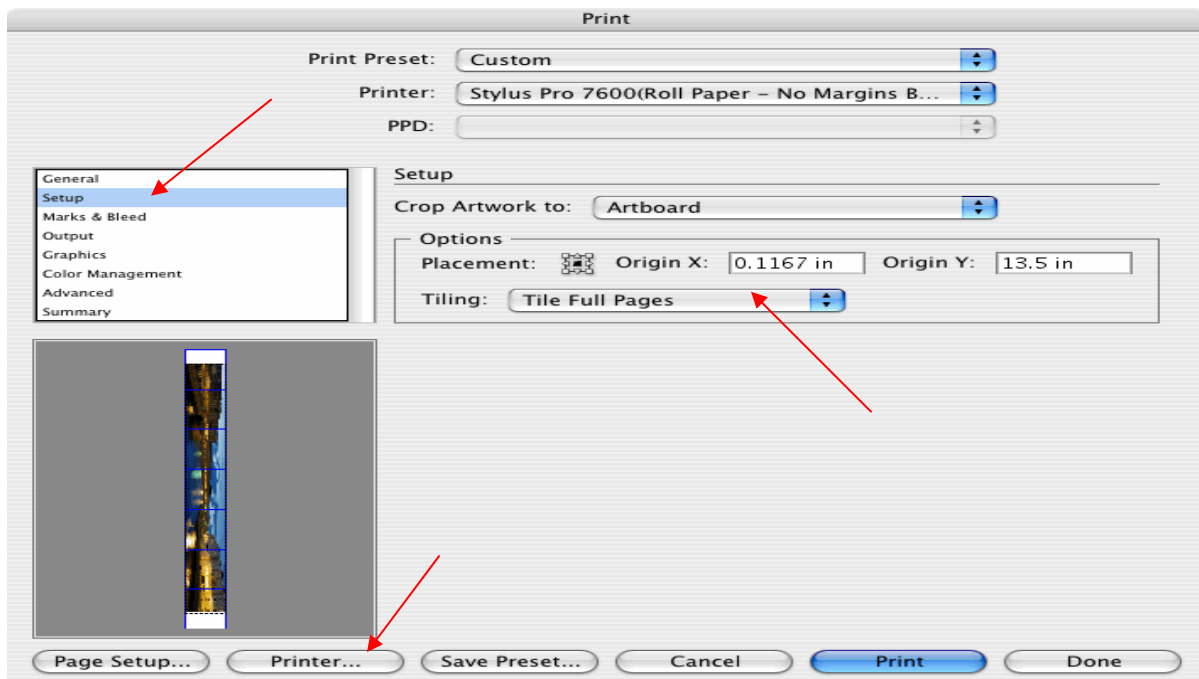 Print
Print Preset: Custom
Printer: Stylus Pro 7600(Roll Paper – No Margins B...
PPD:
General
Setup
Marks & Bleed
Output
Graphics
Color Management
Advanced
Summary
Setup
Crop Artwork to: Artboard
Options
Placement: Origin X: 0.1167 in Origin Y: 13.5 in
Tiling: Tile Full Pages
Page Setup... Printer... Save Preset... Cancel Print Done